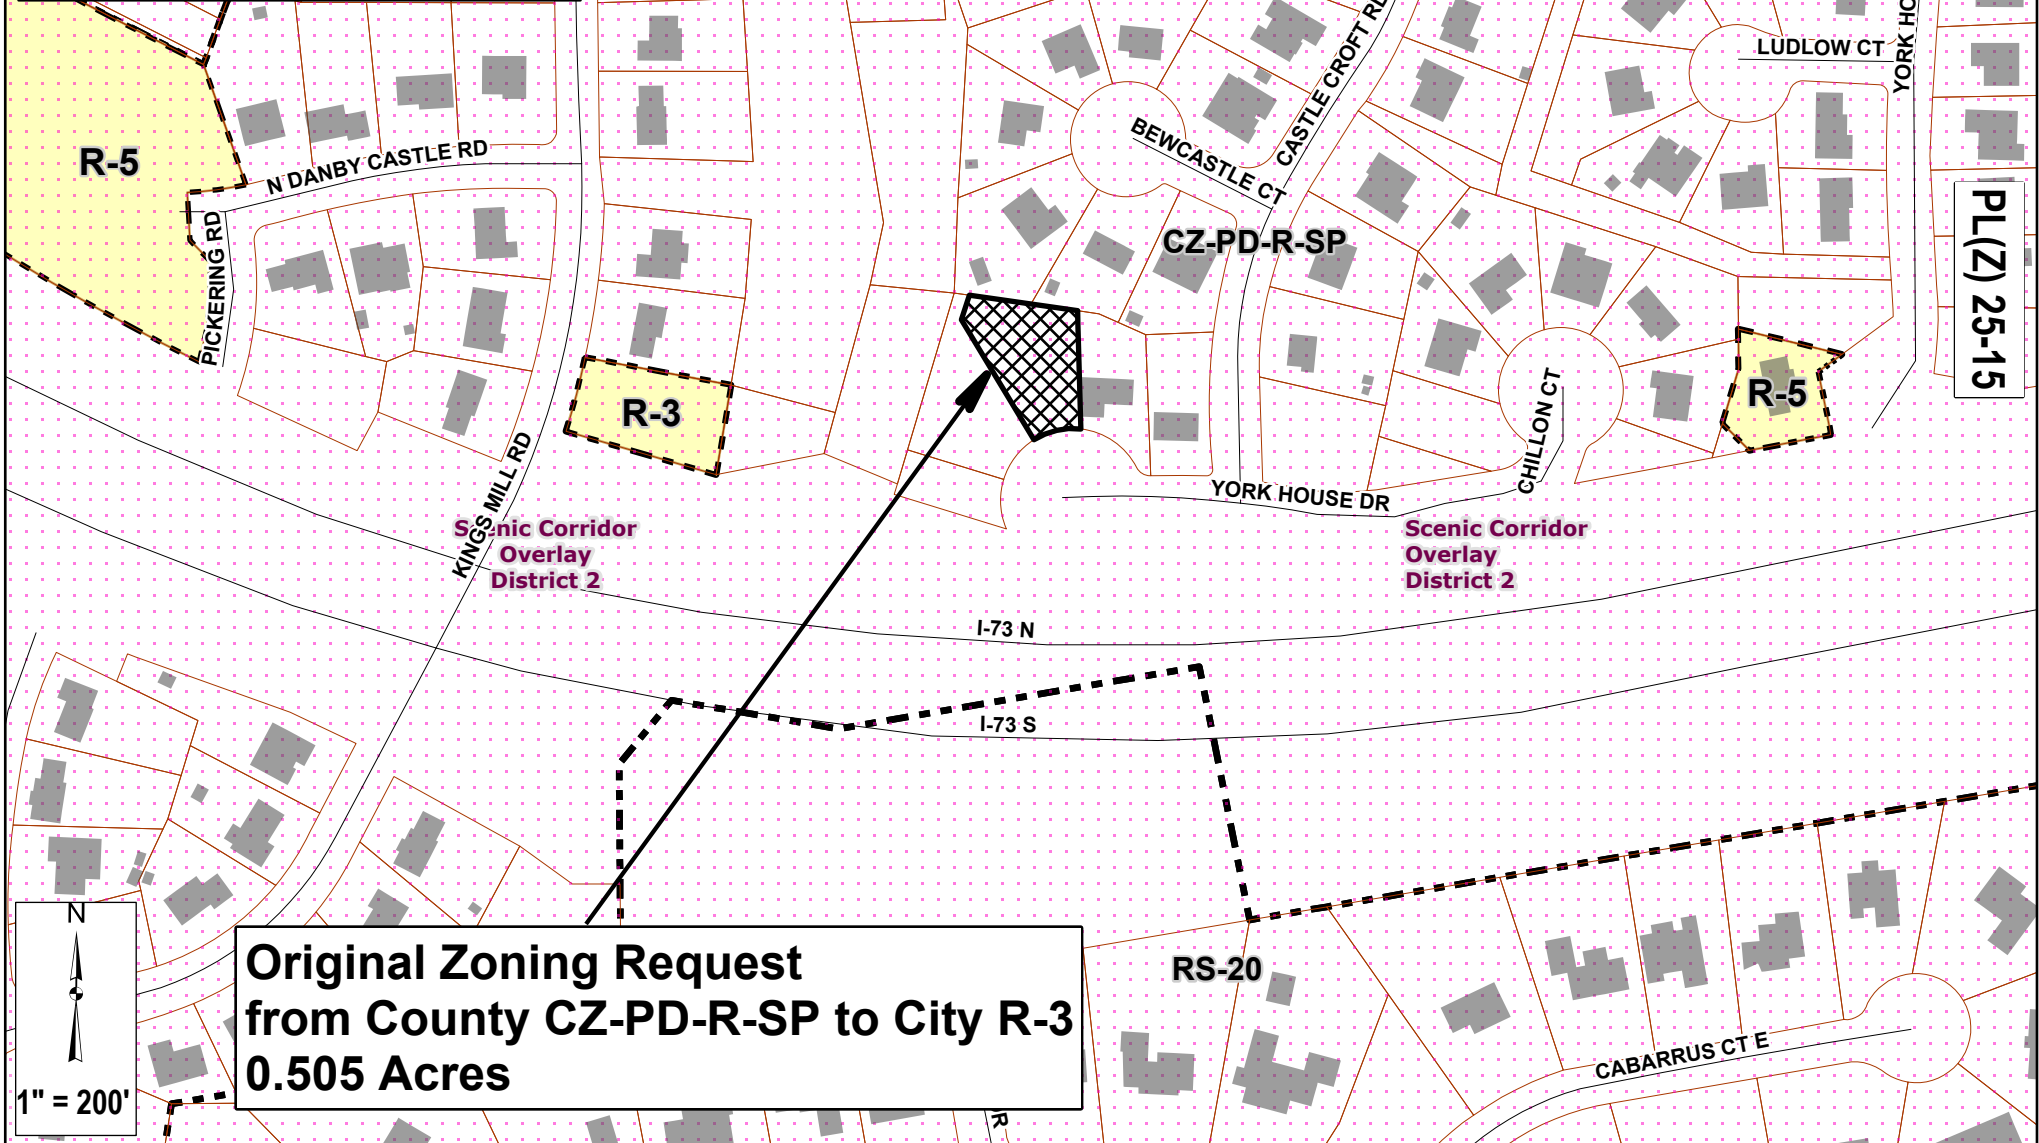 LUDLOW CT
YORK HO
CASTLE CROFT RD
BEWCASTLE CT
N DANBY CASTLE RD
R-5
PICKERING RD
CZ-PD-R-SP
PL(Z) 25-15
R-3
R-5
CHILLON CT
KINGS MILL RD
YORK HOUSE DR
Scenic Corridor
Overlay
District 2
Scenic Corridor
Overlay
District 2
I-73 N
I-73 S
N
1" = 200'
Original Zoning Request
from County CZ-PD-R-SP to City R-3
0.505 Acres
RS-20
CABARRUS CT E
R